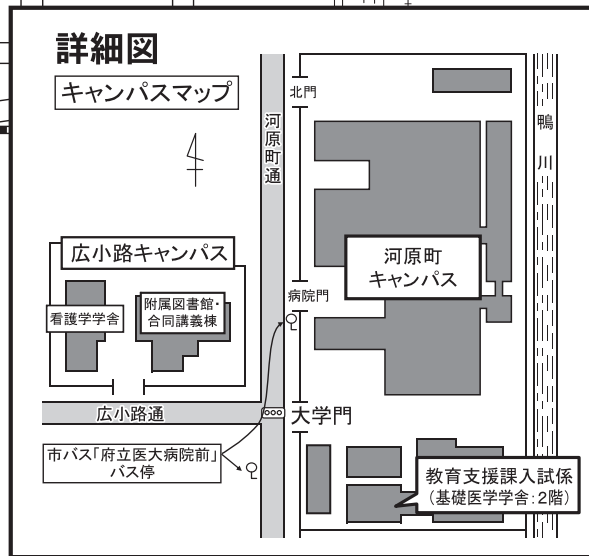 詳細図
キャンパスマップ
北門
河原町通
鴨川
広小路キャンパス
河原町
キャンパス
看護学学舎
附属図書館・
合同講義棟
病院門
広小路通
大学門
市バス「府立医大病院前」
バス停
教育支援課入試係
(基礎医学学舎:2階)